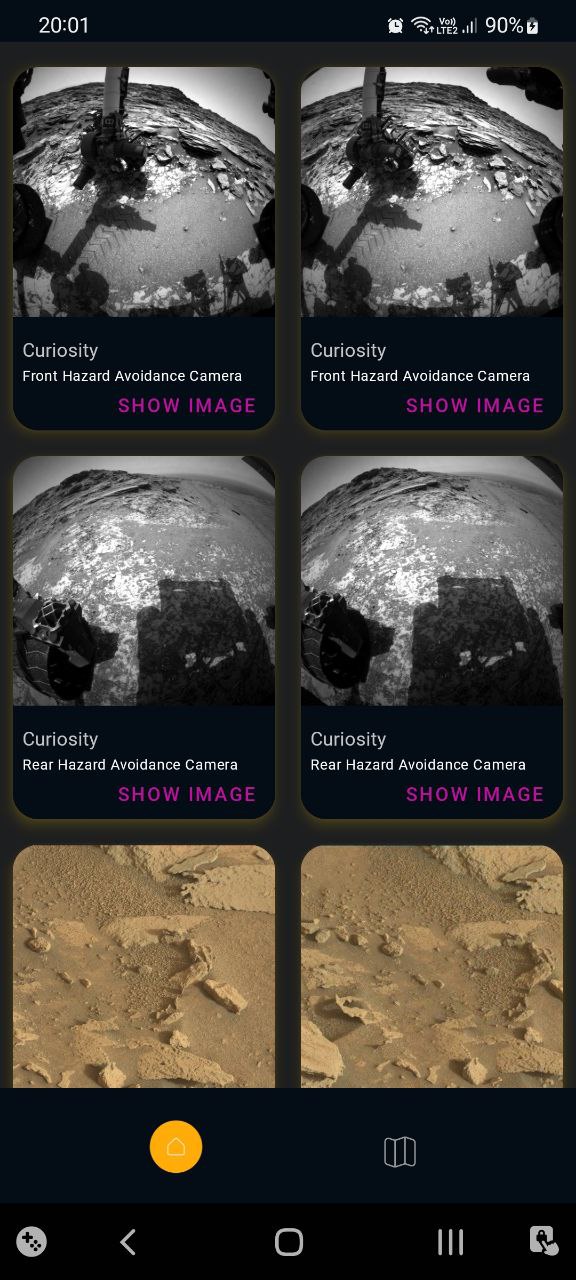 20:01
Vo)) LTE2 90%
Curiosity
Front Hazard Avoidance Camera
SHOW IMAGE
Curiosity
Front Hazard Avoidance Camera
SHOW IMAGE
Curiosity
Rear Hazard Avoidance Camera
SHOW IMAGE
Curiosity
Rear Hazard Avoidance Camera
SHOW IMAGE